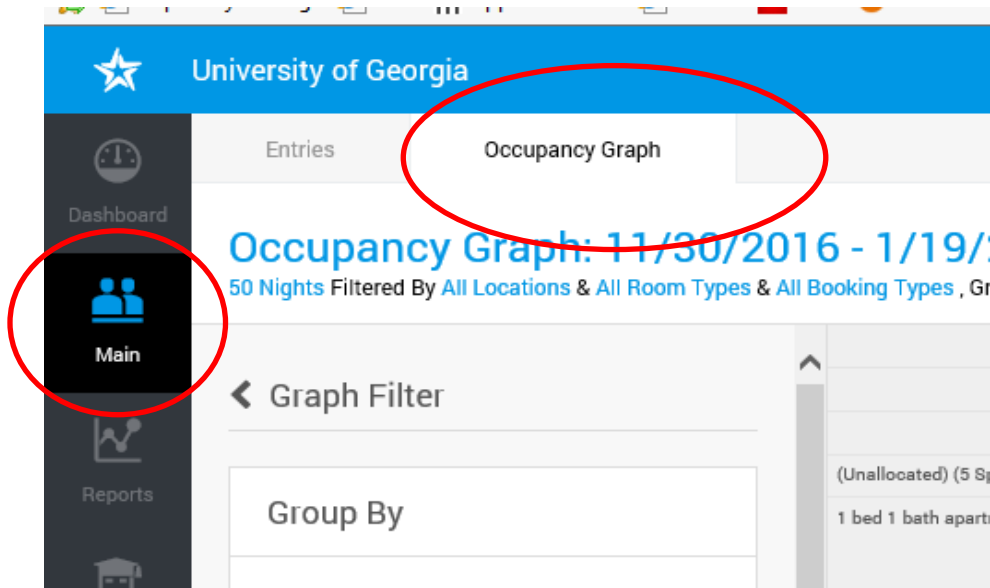 University of Georgia
Entries
Occupancy Graph
Dashboard
Occupancy Graph: 11/30/2016 - 1/19/
50 Nights Filtered By All Locations & All Room Types & All Booking Types , Gr
Main
Graph Filter
Reports
(Unallocated) (5 Sp
Group By
1 bed 1 bath apart